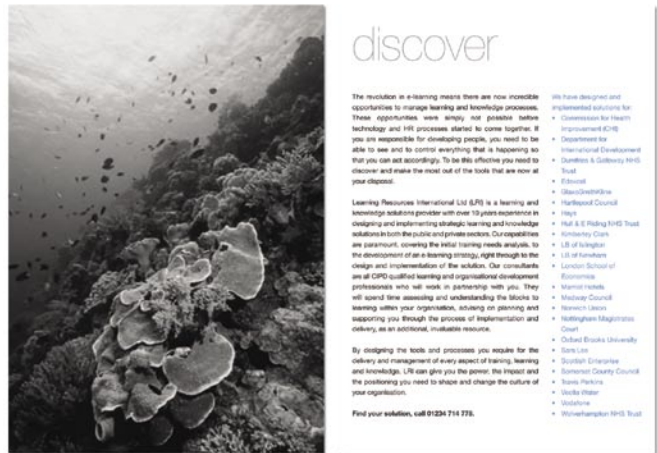 discover
The revolution in e-learning means there are now incredible
opportunities to manage learning and knowledge processes.
These opportunities were simply not possible before
technology and HR processes started to come together. If
you are responsible for developing people, you need to be
able to see and to control everything that is happening so
that you can act accordingly. To be this effective you need to
discover and make the most out of the tools that are now at
your disposal.
Learning Resources International Ltd (LRI) is a learning and
knowledge solutions provider with over 10 years experience in
designing and implementing strategic learning and knowledge
solutions in both the public and private sectors. Our capabilities
are paramount, covering the initial training needs analysis, to
the development of an e-learning strategy, right through to the
design and implementation of the solution. Our consultants
are all CIPD qualified learning and organisational development
professionals who will work in partnership with you. They
will spend time assessing and understanding the blocks to
learning within your organisation, advising on planning and
supporting you through the process of implementation and
delivery, as an additional, invaluable resource.
By designing the tools and processes you require for the
delivery and management of every aspect of training, learning
and knowledge, LRI can give you the power, the impact and
the positioning you need to shape and change the culture of
your organisation.
Find your solution, call 01234 714 778.
We have designed and
implemented solutions for:
• Commission for Health
Improvement (CHI)
• Department for
International Development
• Dumfries & Galloway NHS
Trust
• Edexcel
• GlaxoSmithKline
• Hartlepool Council
• Hays
• Hull & E Riding NHS Trust
• Kimberley Clark
• LB of Islington
• LB of Newham
• London School of
Economics
• Marriot Hotels
• Medway Council
• Norwich Union
• Nottingham Magistrates
Court
• Oxford Brookes University
• Sara Lee
• Scottish Enterprise
• Somerset County Council
• Travis Perkins
• Veolia Water
• Vodafone
• Wolverhampton NHS Trust